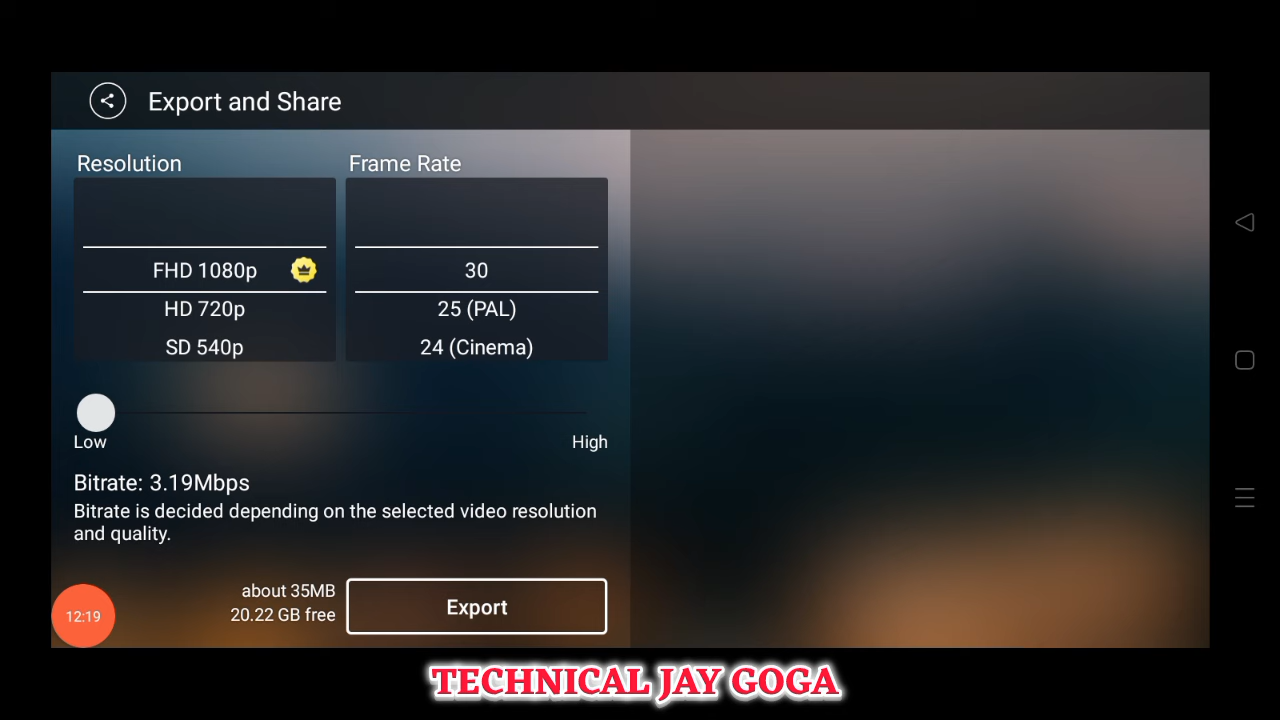 Export and Share
Resolution
Frame Rate
FHD 1080p
30
HD 720p
25 (PAL)
SD 540p
24 (Cinema)
Low
High
Bitrate: 3.19Mbps
Bitrate is decided depending on the selected video resolution
and quality.
about 35MB
20.22 GB free
Export
12:19
TECHNICAL JAY GOGA